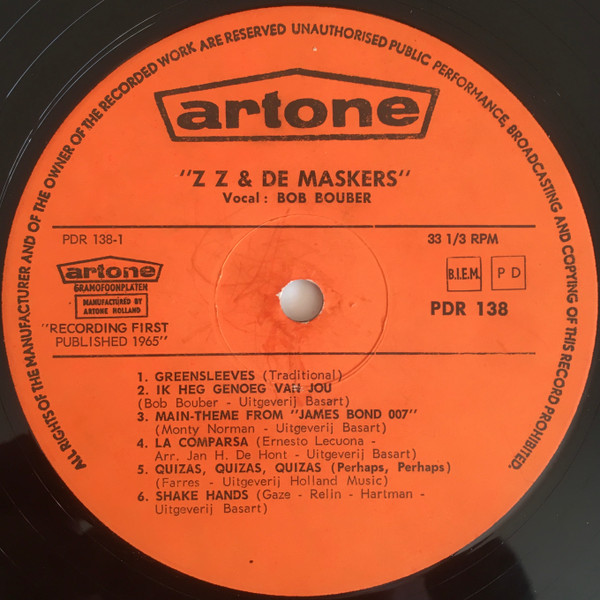 ALL RIGHTS OF THE MANUFACTURER AND OF THE OWNER OF THE RECORDED WORK ARE RESERVED UNAUTHORISED PUBLIC PERFORMANCE, BROADCASTING AND COPYING OF THIS RECORD PROHIBITED.
artone
"Z Z & DE MASKERS"
Vocal: BOB BOUBER
PDR 138-1
33 1/3 RPM
artone
GRAMOFOONPLATEN
MANUFACTURED BY
ARTONE HOLLAND
B.I.E.M.
P D
PDR 138
"RECORDING FIRST
PUBLISHED 1965"
1. GREENSLEEVES (Traditional)
2. IK HEG GENOEG VAN JOU
(Bob Bouber - Uitgeverij Basart)
3. MAIN-THEME FROM "JAMES BOND 007"
(Monty Norman - Uitgeverij Basart)
4. LA COMPARSA (Ernesto Lecuona -
Arr. Jan H. De Hont - Uitgeverij Basart)
5. QUIZAS, QUIZAS, QUIZAS (Perhaps, Perhaps)
(Farres - Uitgeverij Holland Music)
6. SHAKE HANDS (Gaze - Relin - Hartman -
Uitgeverij Basart)